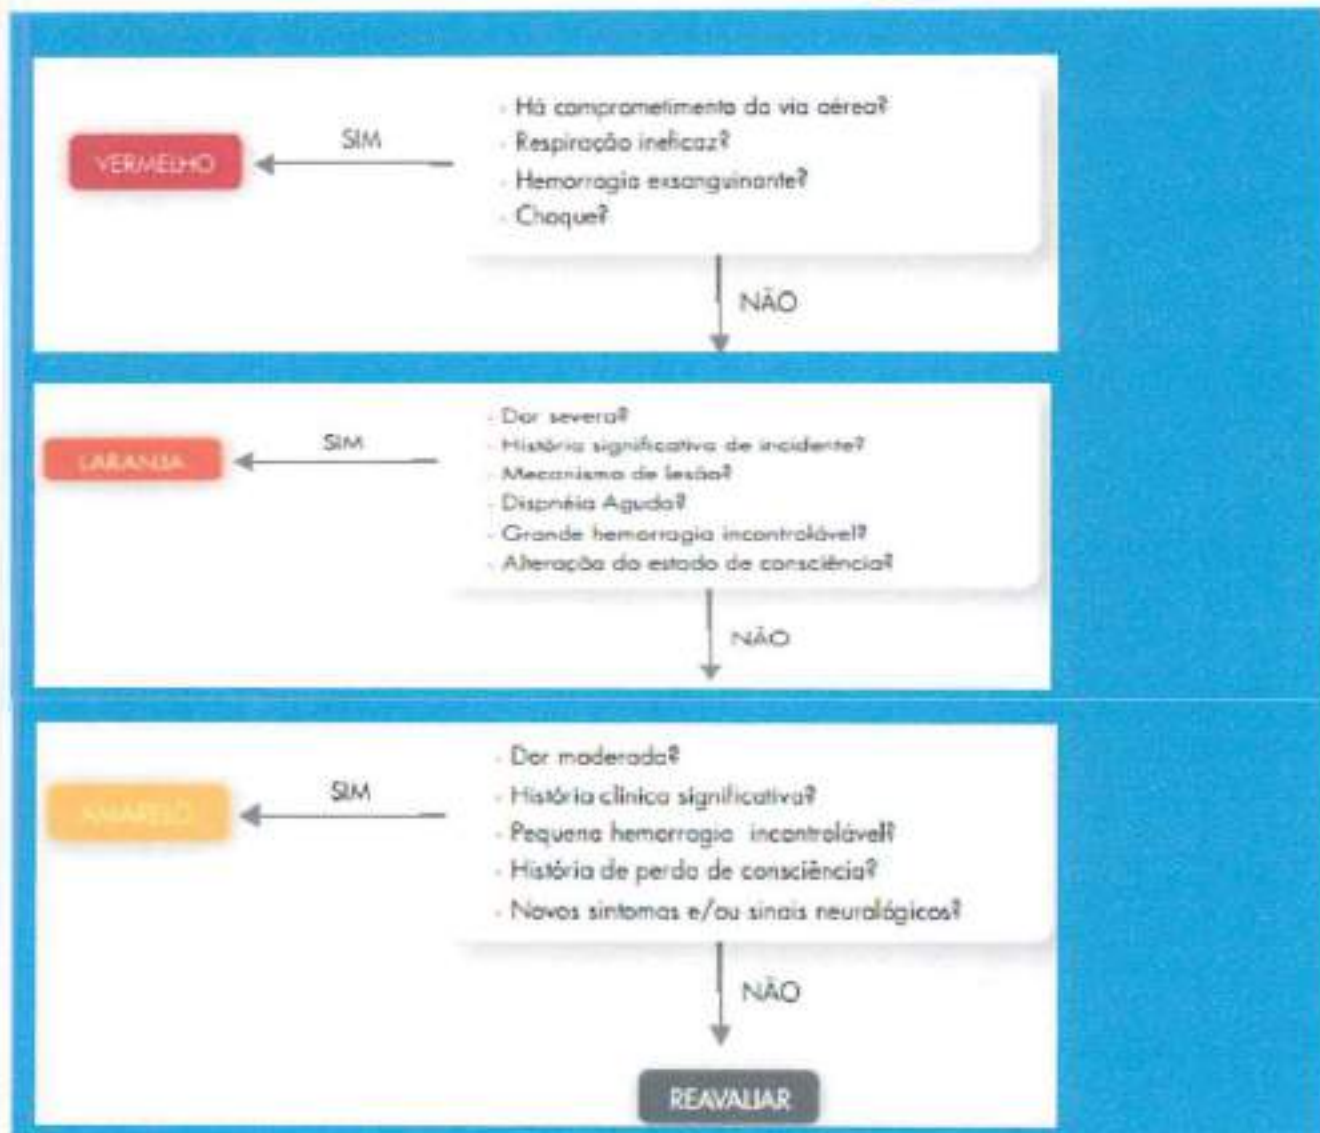 - Há comprometimento da via aérea?
- Respiração ineficaz?
- Hemorragia exsanguinante?
- Choque?
SIM
VERMELHO
NÃO
- Dor severa?
- História significativa de incidente?
- Mecanismo de lesão?
- Dispnéia Aguda?
- Grande hemorragia incontrolável?
- Alteração do estado de consciência?
SIM
LARANJA
NÃO
- Dor moderada?
- História clínica significativa?
- Pequena hemorragia incontrolável?
- História de perda de consciência?
- Novos sintomas e/ou sinais neurológicos?
SIM
AMARELO
NÃO
REAVALIAR